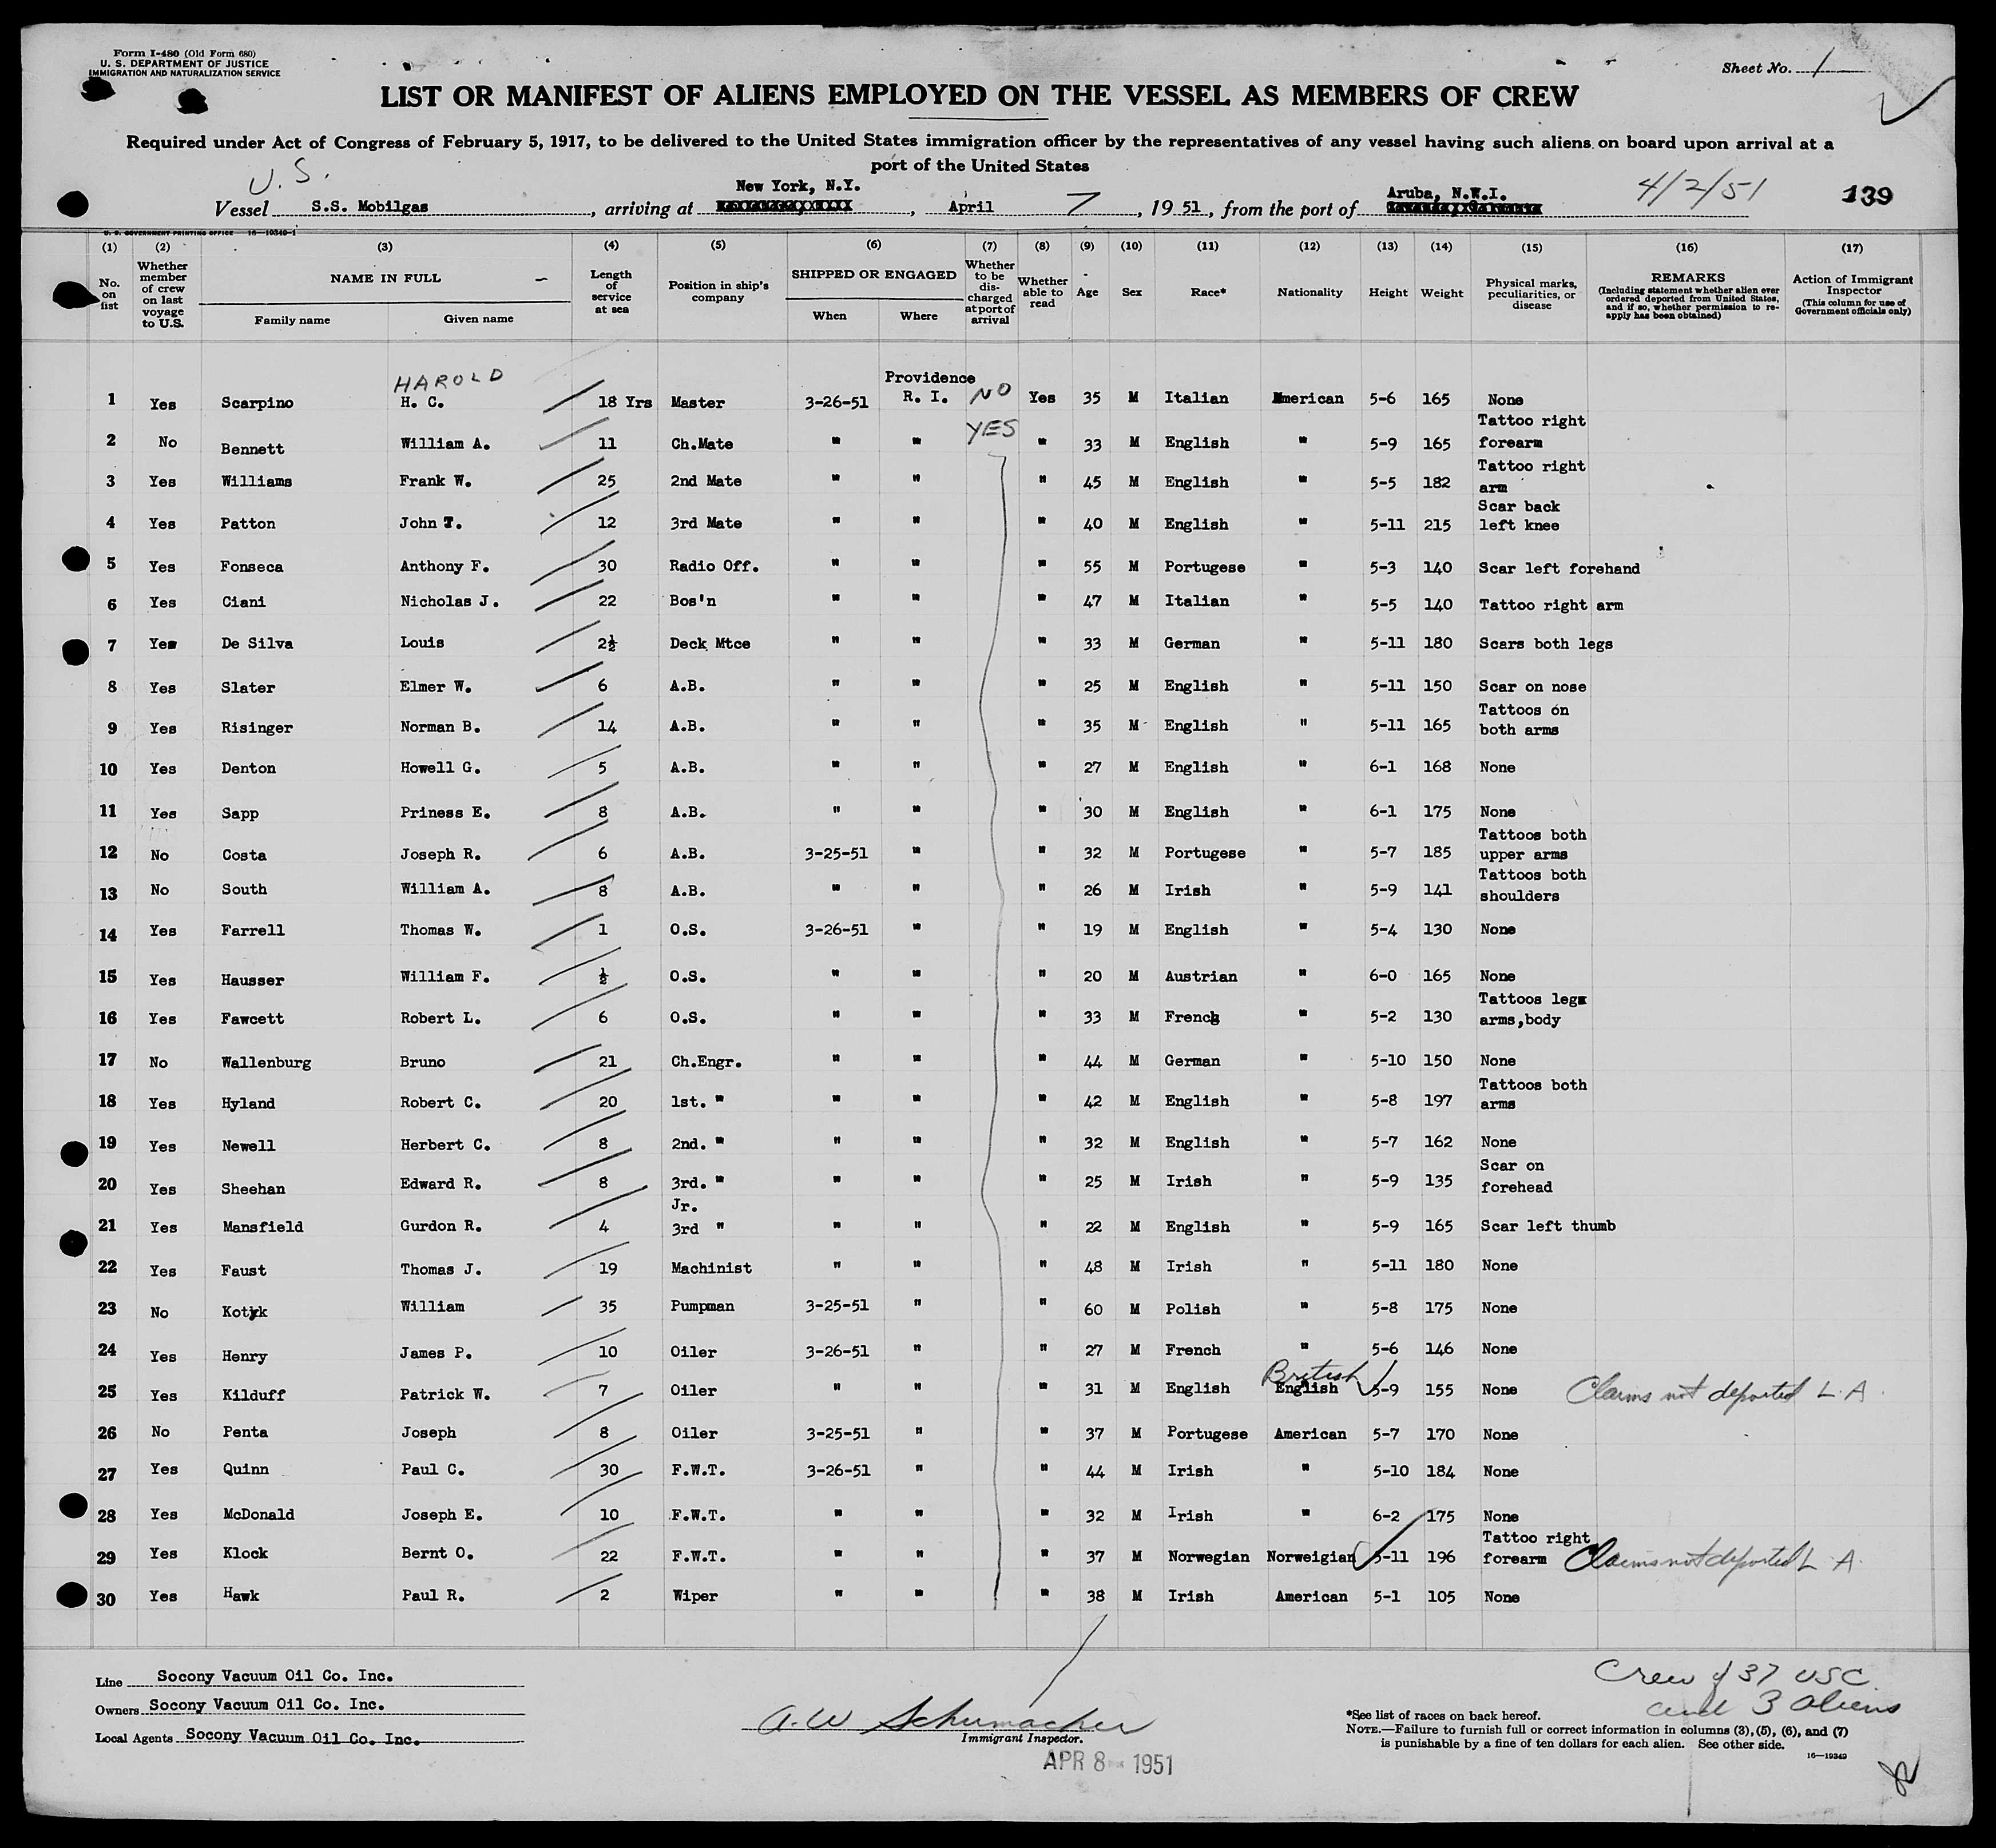 Form I-480 (Old Form 680)
U. S. DEPARTMENT OF JUSTICE
IMMIGRATION AND NATURALIZATION SERVICE
Sheet No. 1
LIST OR MANIFEST OF ALIENS EMPLOYED ON THE VESSEL AS MEMBERS OF CREW
Required under Act of Congress of February 5, 1917, to be delivered to the United States immigration officer by the representatives of any vessel having such aliens on board upon arrival at a
port of the United States
U. S.
New York, N.Y.
Aruba, N.W.I.
4/2/51
Vessel S.S. Mobilgas, arriving at , April 7, 19 51, from the port of 139
U. S. GOVERNMENT PRINTING OFFICE 16-19349-1
(1) (2) (3) (4) (5) (6) (7) (8) (9) (10) (11) (12) (13) (14) (15) (16) (17)
No. on list
Whether member of crew on last voyage to U.S.
NAME IN FULL
Family name
Given name
Length of service at sea
Position in ship's company
SHIPPED OR ENGAGED
When
Where
Whether to be discharged at port of arrival
Whether able to read
Age
Sex
Race*
Nationality
Height
Weight
Physical marks, peculiarities, or disease
REMARKS
(Including statement whether alien ever ordered deported from United States, and if so, whether permission to re-apply has been obtained)
Action of Immigrant Inspector
(This column for use of Government officials only)
HAROLD
Providence
1 Yes Scarpino H. C. 18 Yrs Master 3-26-51 R. I. NO Yes 35 M Italian American 5-6 165 None
2 No Bennett William A. 11 Ch.Mate " " YES " 33 M English " 5-9 165 Tattoo right forearm
3 Yes Williams Frank W. 25 2nd Mate " " " 45 M English " 5-5 182 Tattoo right arm
4 Yes Patton John T. 12 3rd Mate " " " 40 M English " 5-11 215 Scar back left knee
5 Yes Fonseca Anthony F. 30 Radio Off. " " " 55 M Portugese " 5-3 140 Scar left forehand
6 Yes Ciani Nicholas J. 22 Bos'n " " " 47 M Italian " 5-5 140 Tattoo right arm
7 Yes De Silva Louis 2½ Deck Mtce " " " 33 M German " 5-11 180 Scars both legs
8 Yes Slater Elmer W. 6 A.B. " " " 25 M English " 5-11 150 Scar on nose
9 Yes Risinger Norman B. 14 A.B. " " " 35 M English " 5-11 165 Tattoos on both arms
10 Yes Denton Howell G. 5 A.B. " " " 27 M English " 6-1 168 None
11 Yes Sapp Priness E. 8 A.B. " " " 30 M English " 6-1 175 None
12 No Costa Joseph R. 6 A.B. 3-25-51 " " 32 M Portugese " 5-7 185 Tattoos both upper arms
13 No South William A. 8 A.B. " " " 26 M Irish " 5-9 141 Tattoos both shoulders
14 Yes Farrell Thomas W. 1 O.S. 3-26-51 " " 19 M English " 5-4 130 None
15 Yes Hausser William F. ½ O.S. " " " 20 M Austrian " 6-0 165 None
16 Yes Fawcett Robert L. 6 O.S. " " " 33 M French " 5-2 130 Tattoos legs arms,body
17 No Wallenburg Bruno 21 Ch.Engr. " " " 44 M German " 5-10 150 None
18 Yes Hyland Robert C. 20 1st. " " " " 42 M English " 5-8 197 Tattoos both arms
19 Yes Newell Herbert C. 8 2nd. " " " " 32 M English " 5-7 162 None
20 Yes Sheehan Edward R. 8 3rd. " " " " 25 M Irish " 5-9 135 Scar on forehead
21 Yes Mansfield Gurdon R. 4 Jr. 3rd " " " " 22 M English " 5-9 165 Scar left thumb
22 Yes Faust Thomas J. 19 Machinist " " " 48 M Irish " 5-11 180 None
23 No Kotyk William 35 Pumpman 3-25-51 " " 60 M Polish " 5-8 175 None
24 Yes Henry James P. 10 Oiler 3-26-51 " " 27 M French " 5-6 146 None
British
25 Yes Kilduff Patrick W. 7 Oiler " " " 31 M English English 5-9 155 None Claims not deported L. A.
26 No Penta Joseph 8 Oiler 3-25-51 " " 37 M Portugese American 5-7 170 None
27 Yes Quinn Paul C. 30 F.W.T. 3-26-51 " " 44 M Irish " 5-10 184 None
28 Yes McDonald Joseph E. 10 F.W.T. " " " 32 M Irish " 6-2 175 None
29 Yes Klock Bernt O. 22 F.W.T. " " " 37 M Norwegian Norweigian 5-11 196 Tattoo right forearm Claims not deported L. A.
30 Yes Hawk Paul R. 2 Wiper " " " 38 M Irish American 5-1 105 None
Line Socony Vacuum Oil Co. Inc.
Owners Socony Vacuum Oil Co. Inc.
Local Agents Socony Vacuum Oil Co. Inc.
A. W. Schumacher
Immigrant Inspector.
APR 8 1951
Crew of 37 USC
and 3 aliens
*See list of races on back hereof.
NOTE.—Failure to furnish full or correct information in columns (3), (5), (6), and (7)
is punishable by a fine of ten dollars for each alien. See other side.
16-19349